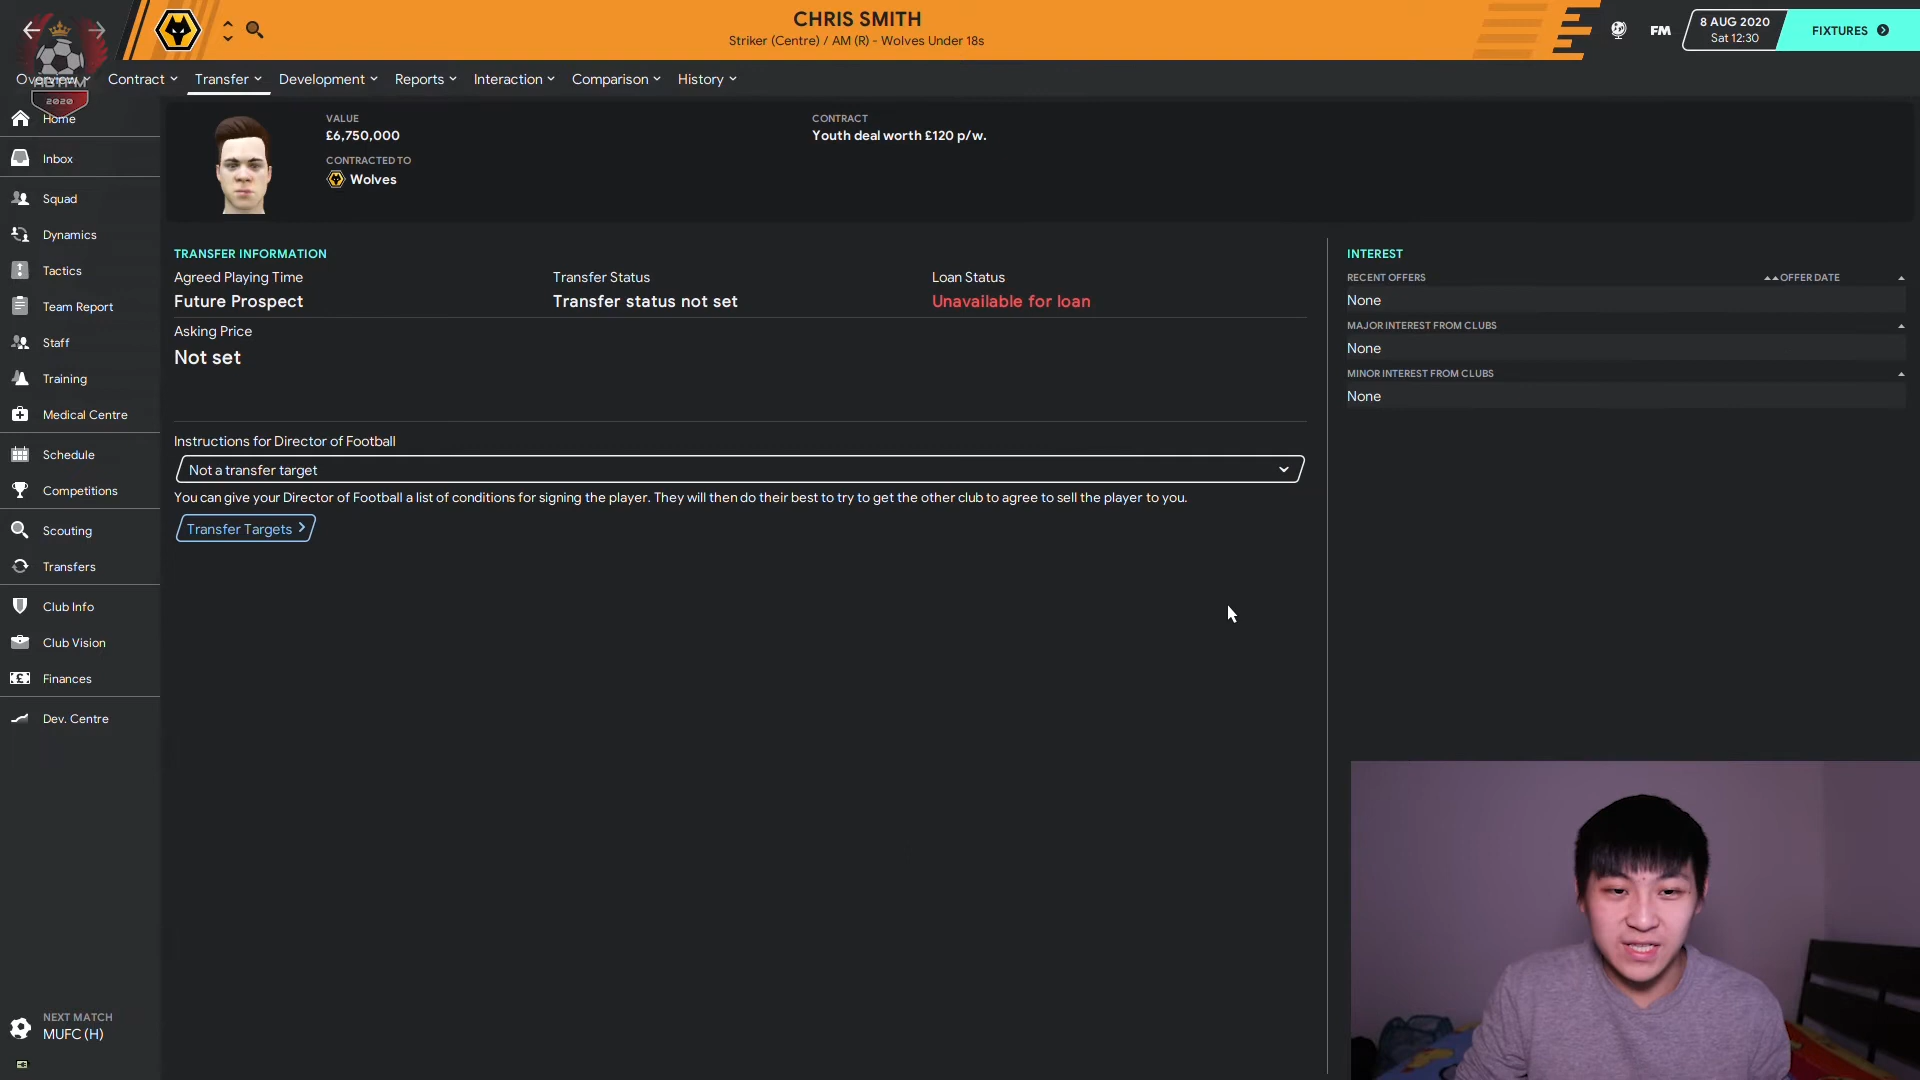 CHRIS SMITH
Striker (Centre) / AM (R) - Wolves Under 18s
FM
8 AUG 2020
Sat 12:30
FIXTURES
Contract
Transfer
Development
Reports
Interaction
Comparison
History
2020
Home
Inbox
Squad
Dynamics
Tactics
Team Report
Staff
Training
Medical Centre
Schedule
Competitions
Scouting
Transfers
Club Info
Club Vision
Finances
Dev. Centre
NEXT MATCH
MUFC (H)
VALUE
£6,750,000
CONTRACTED TO
Wolves
CONTRACT
Youth deal worth £120 p/w.
TRANSFER INFORMATION
Agreed Playing Time
Future Prospect
Transfer Status
Transfer status not set
Loan Status
Unavailable for loan
Asking Price
Not set
Instructions for Director of Football
Not a transfer target
You can give your Director of Football a list of conditions for signing the player. They will then do their best to try to get the other club to agree to sell the player to you.
Transfer Targets
INTEREST
RECENT OFFERS
OFFER DATE
None
MAJOR INTEREST FROM CLUBS
None
MINOR INTEREST FROM CLUBS
None